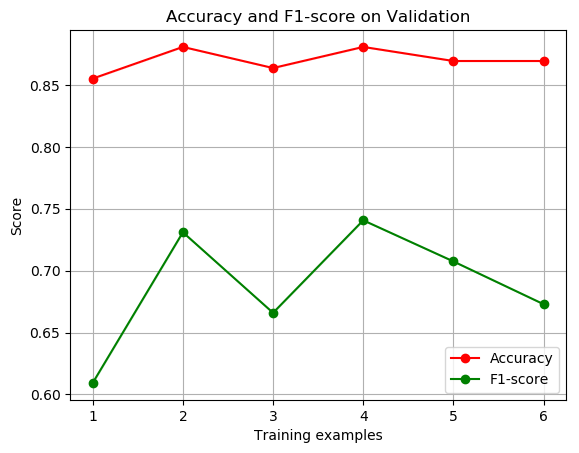 Accuracy and F1-score on Validation
0.85
0.80
0.75
0.70
0.65
0.60
Score
1 2 3 4 5 6
Training examples
Accuracy
F1-score